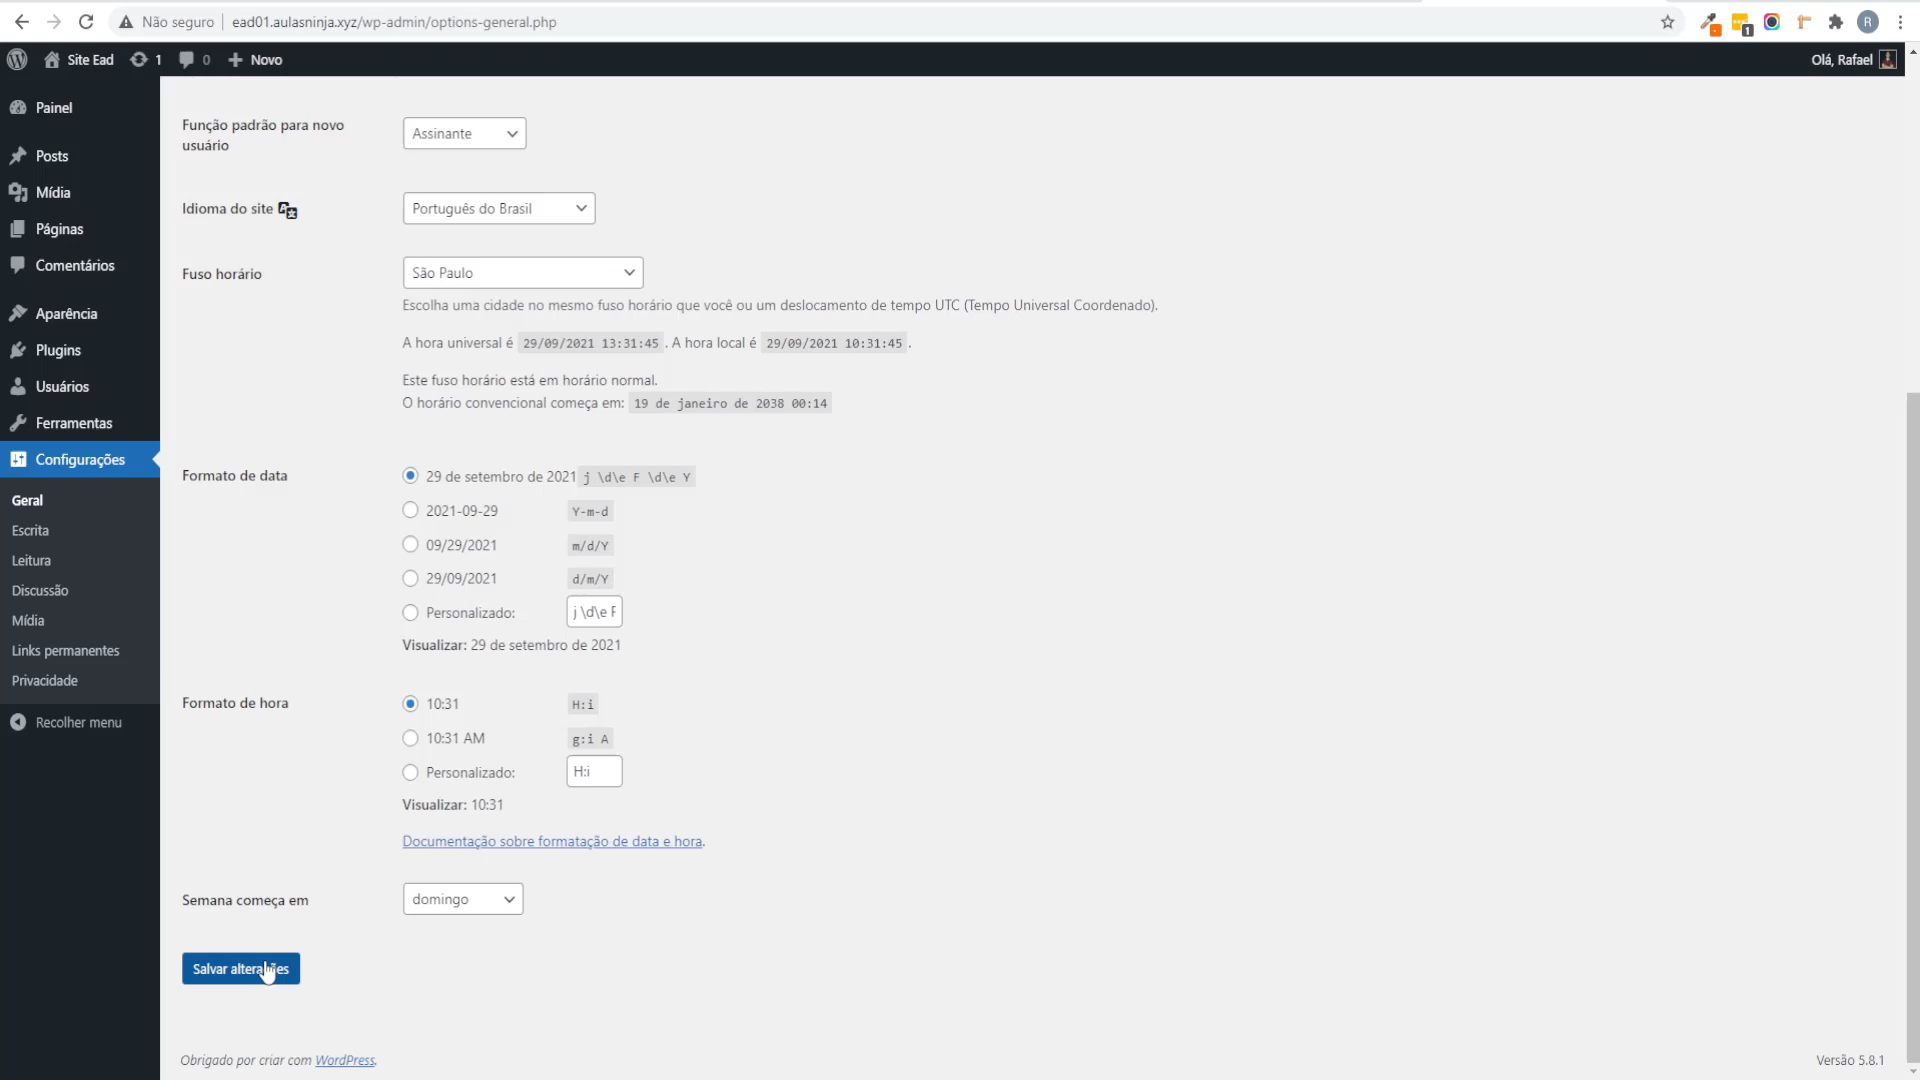 Não seguro ead01.aulasninja.xyz/wp-admin/options-general.php
1 R
Site Ead 1 0 Novo Olá, Rafael
Painel
Posts
Mídia
Páginas
Comentários
Aparência
Plugins
Usuários
Ferramentas
Configurações
Geral
Escrita
Leitura
Discussão
Mídia
Links permanentes
Privacidade
Recolher menu
Função padrão para novo
usuário
Assinante
Idioma do site
Português do Brasil
Fuso horário
São Paulo
Escolha uma cidade no mesmo fuso horário que você ou um deslocamento de tempo UTC (Tempo Universal Coordenado).
A hora universal é 29/09/2021 13:31:45 . A hora local é 29/09/2021 10:31:45 .
Este fuso horário está em horário normal.
O horário convencional começa em: 19 de janeiro de 2038 00:14
Formato de data
29 de setembro de 2021 j \d\e F \d\e Y
2021-09-29 Y-m-d
09/29/2021 m/d/Y
29/09/2021 d/m/Y
Personalizado: j \d\e F
Visualizar: 29 de setembro de 2021
Formato de hora
10:31 H:i
10:31 AM g:i A
Personalizado: H:i
Visualizar: 10:31
Documentação sobre formatação de data e hora.
Semana começa em
domingo
Salvar alterações
Obrigado por criar com WordPress.
Versão 5.8.1